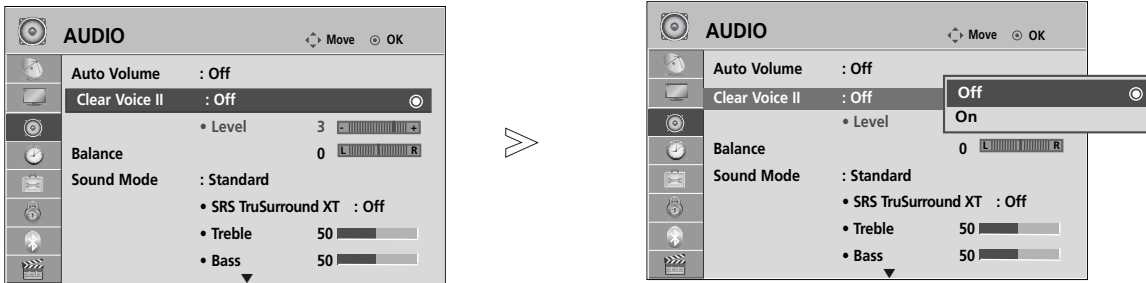 AUDIO Move OK
Auto Volume : Off
Clear Voice II : Off
• Level 3 - +
Balance 0 L R
Sound Mode : Standard
• SRS TruSurround XT : Off
• Treble 50
• Bass 50
AUDIO Move OK
Auto Volume : Off
Clear Voice II : Off
Off
On
• Level
Balance 0 L R
Sound Mode : Standard
• SRS TruSurround XT : Off
• Treble 50
• Bass 50